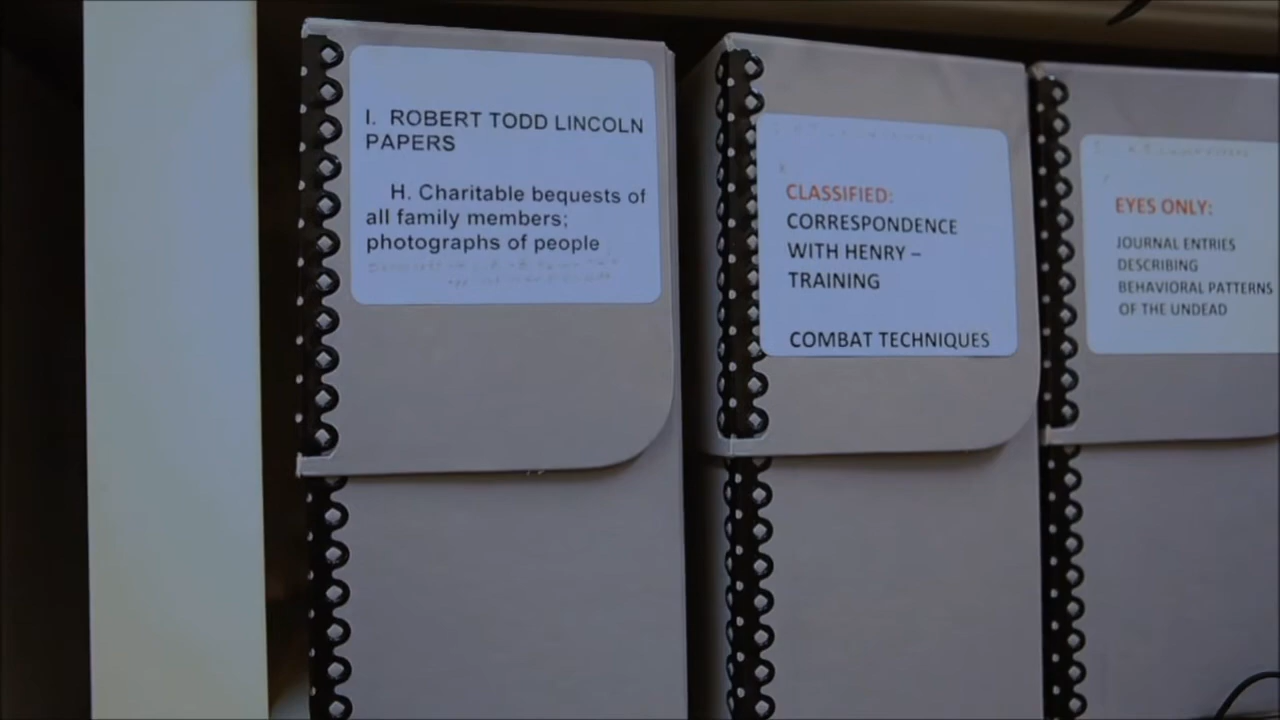 I. ROBERT TODD LINCOLN
PAPERS
H. Charitable bequests of
all family members;
photographs of people
CLASSIFIED:
CORRESPONDENCE
WITH HENRY –
TRAINING
COMBAT TECHNIQUES
EYES ONLY:
JOURNAL ENTRIES
DESCRIBING
BEHAVIORAL PATTERNS
OF THE UNDEAD